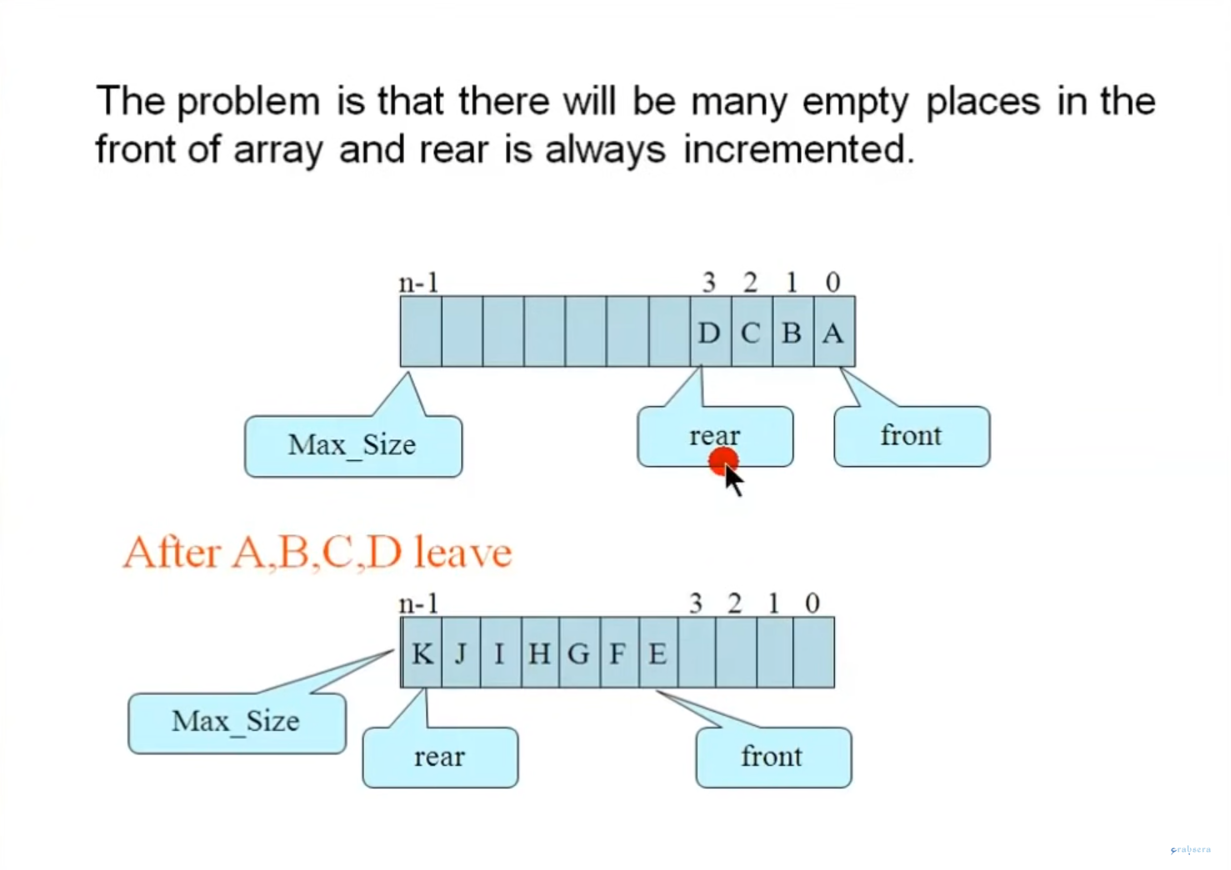 The problem is that there will be many empty places in the
front of array and rear is always incremented.
n-1 3 2 1 0
D C B A
Max_Size rear front
After A,B,C,D leave
n-1 3 2 1 0
K J I H G F E
Max_Size
rear front